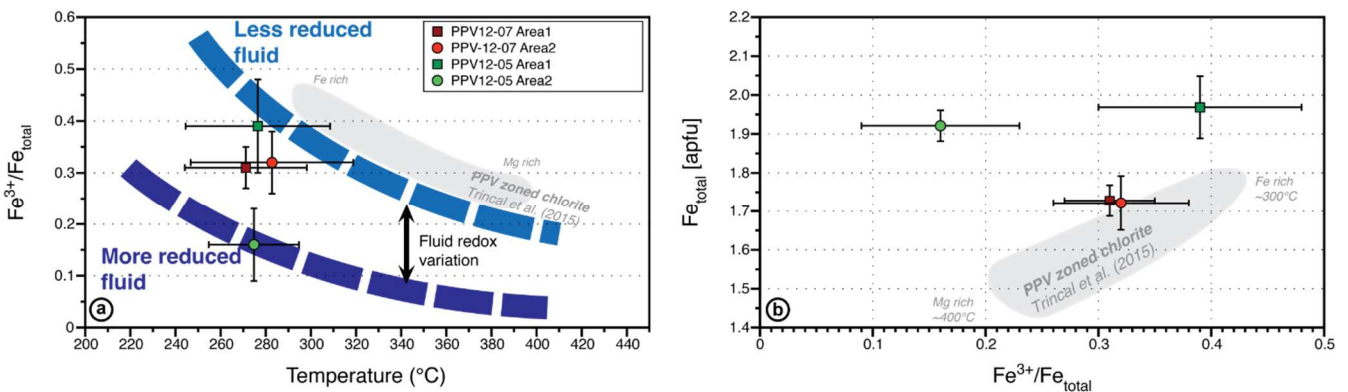 Less reduced
fluid
More reduced
fluid
Fe rich
Mg rich
PPV zoned chlorite
Trincal et al. (2015)
Fluid redox
variation
PPV12-07 Area1
PPV-12-07 Area2
PPV12-05 Area1
PPV12-05 Area2
0.6
0.5
0.4
0.3
0.2
0.1
0
200 220 240 260 280 300 320 340 360 380 400 420 440
Fe3+/Fetotal
Temperature (°C)
a
2.2
2.1
2.0
1.9
1.8
1.7
1.6
1.5
1.4
0 0.1 0.2 0.3 0.4 0.5
Fetotal [apfu]
Fe3+/Fetotal
Fe rich
~300°C
PPV zoned chlorite
Trincal et al. (2015)
Mg rich
~400°C
b